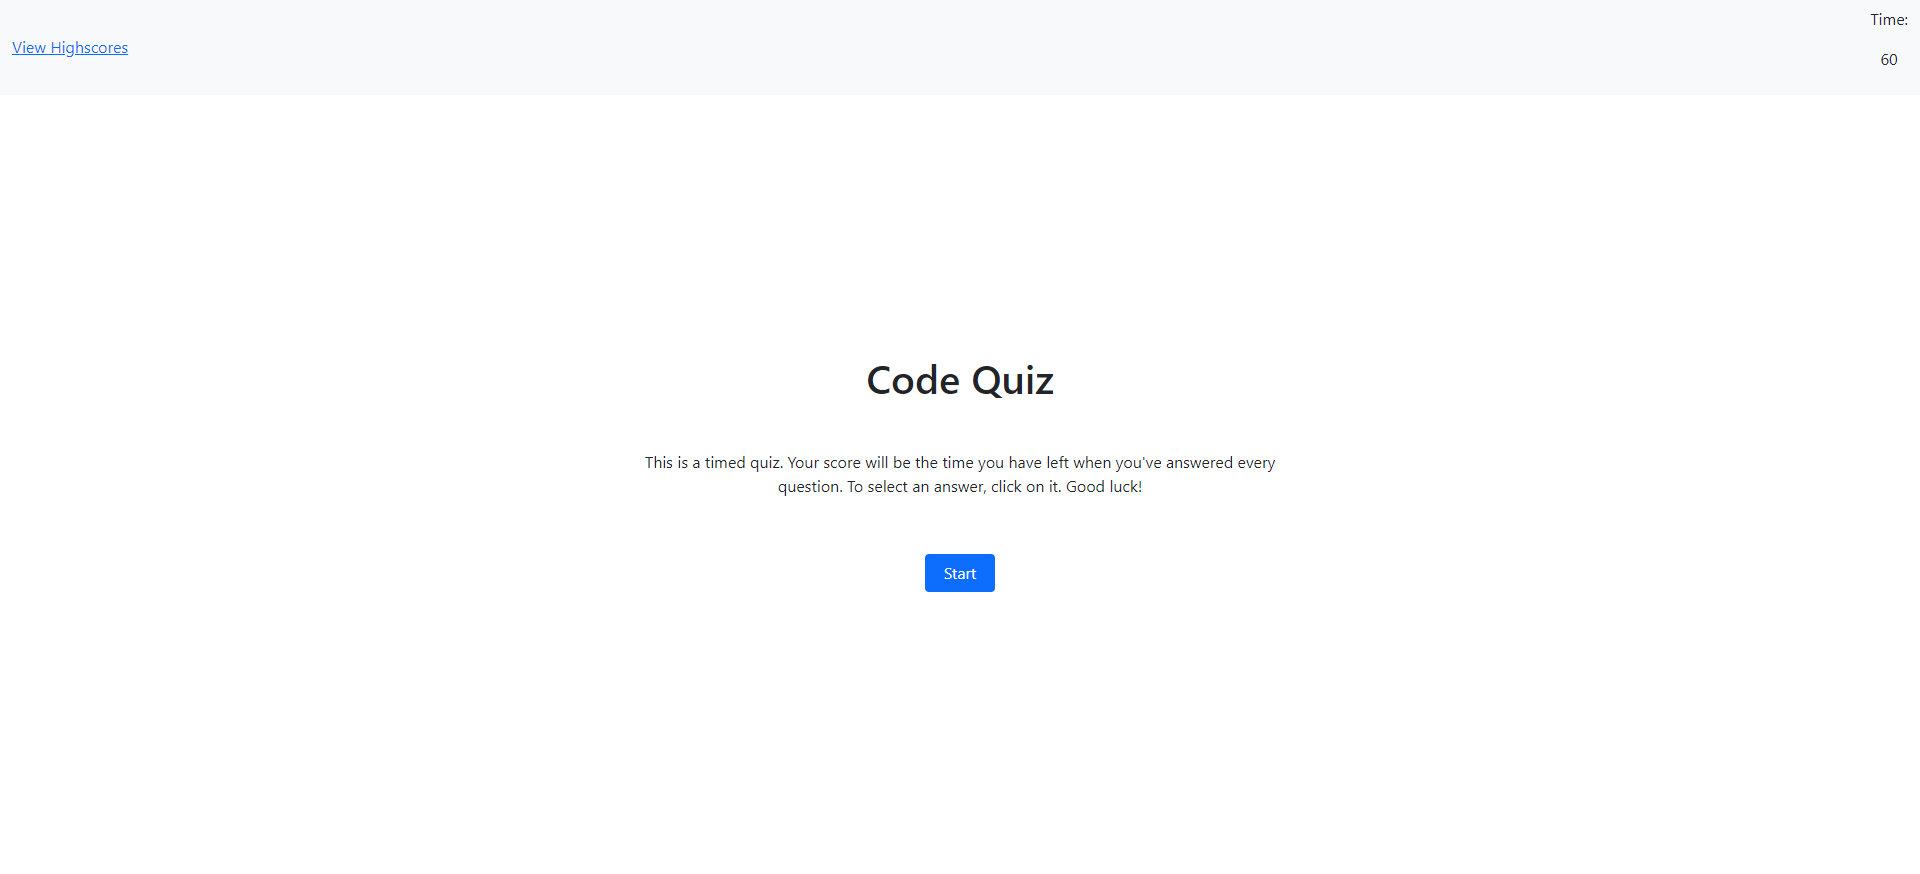 View Highscores
Time:
60
Code Quiz
This is a timed quiz. Your score will be the time you have left when you've answered every
question. To select an answer, click on it. Good luck!
Start